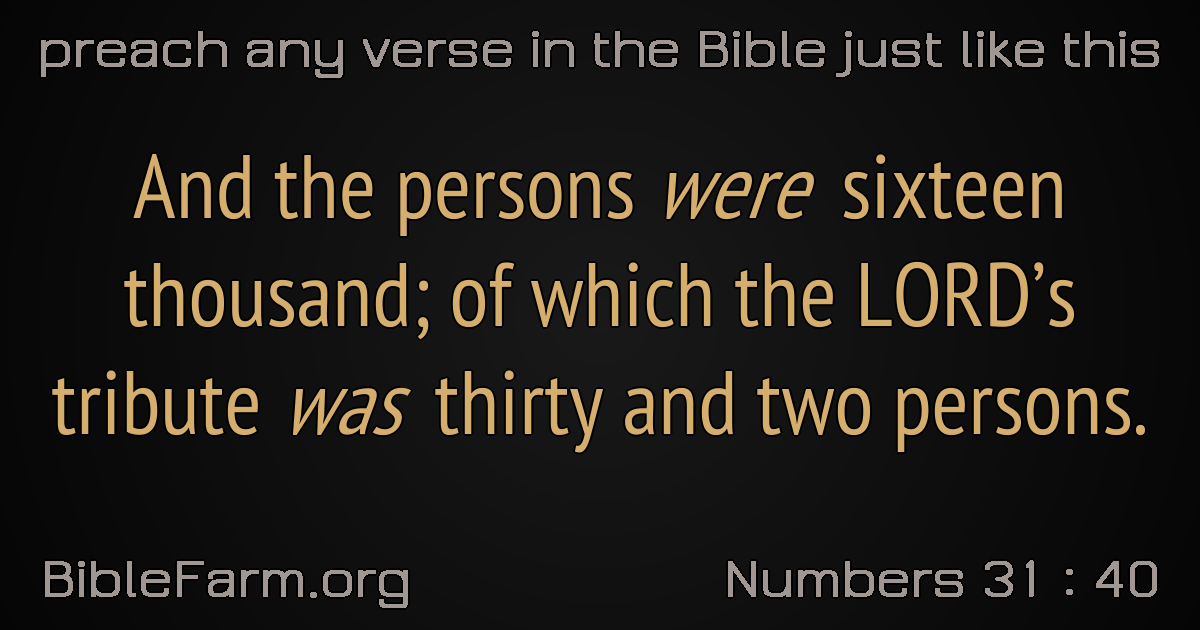 preach any verse in the Bible just like this
And the persons were sixteen
thousand; of which the LORD’s
tribute was thirty and two persons.
BibleFarm.org
Numbers 31 : 40